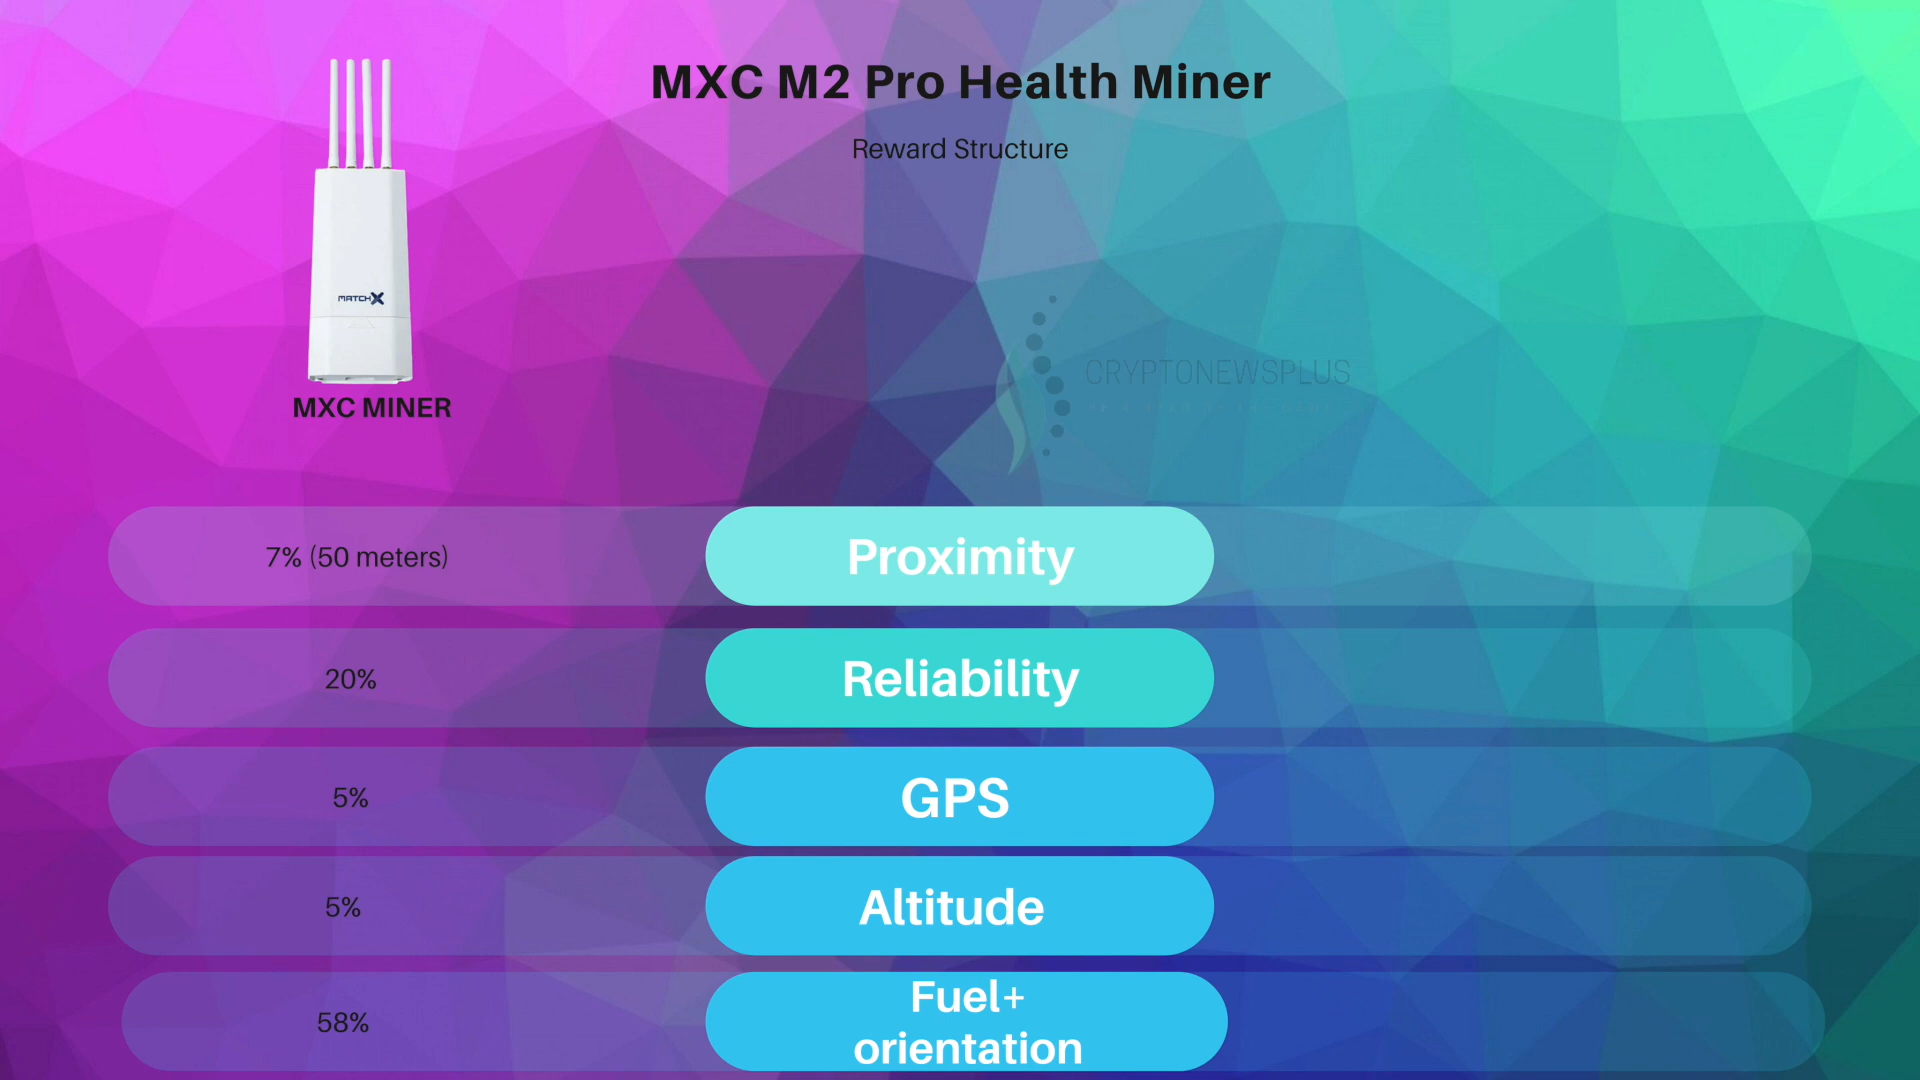 MXC M2 Pro Health Miner
Reward Structure
MATCHX
MXC MINER
CRYPTONEWSPLUS
7% (50 meters)
Proximity
20%
Reliability
5%
GPS
5%
Altitude
58%
Fuel+
orientation